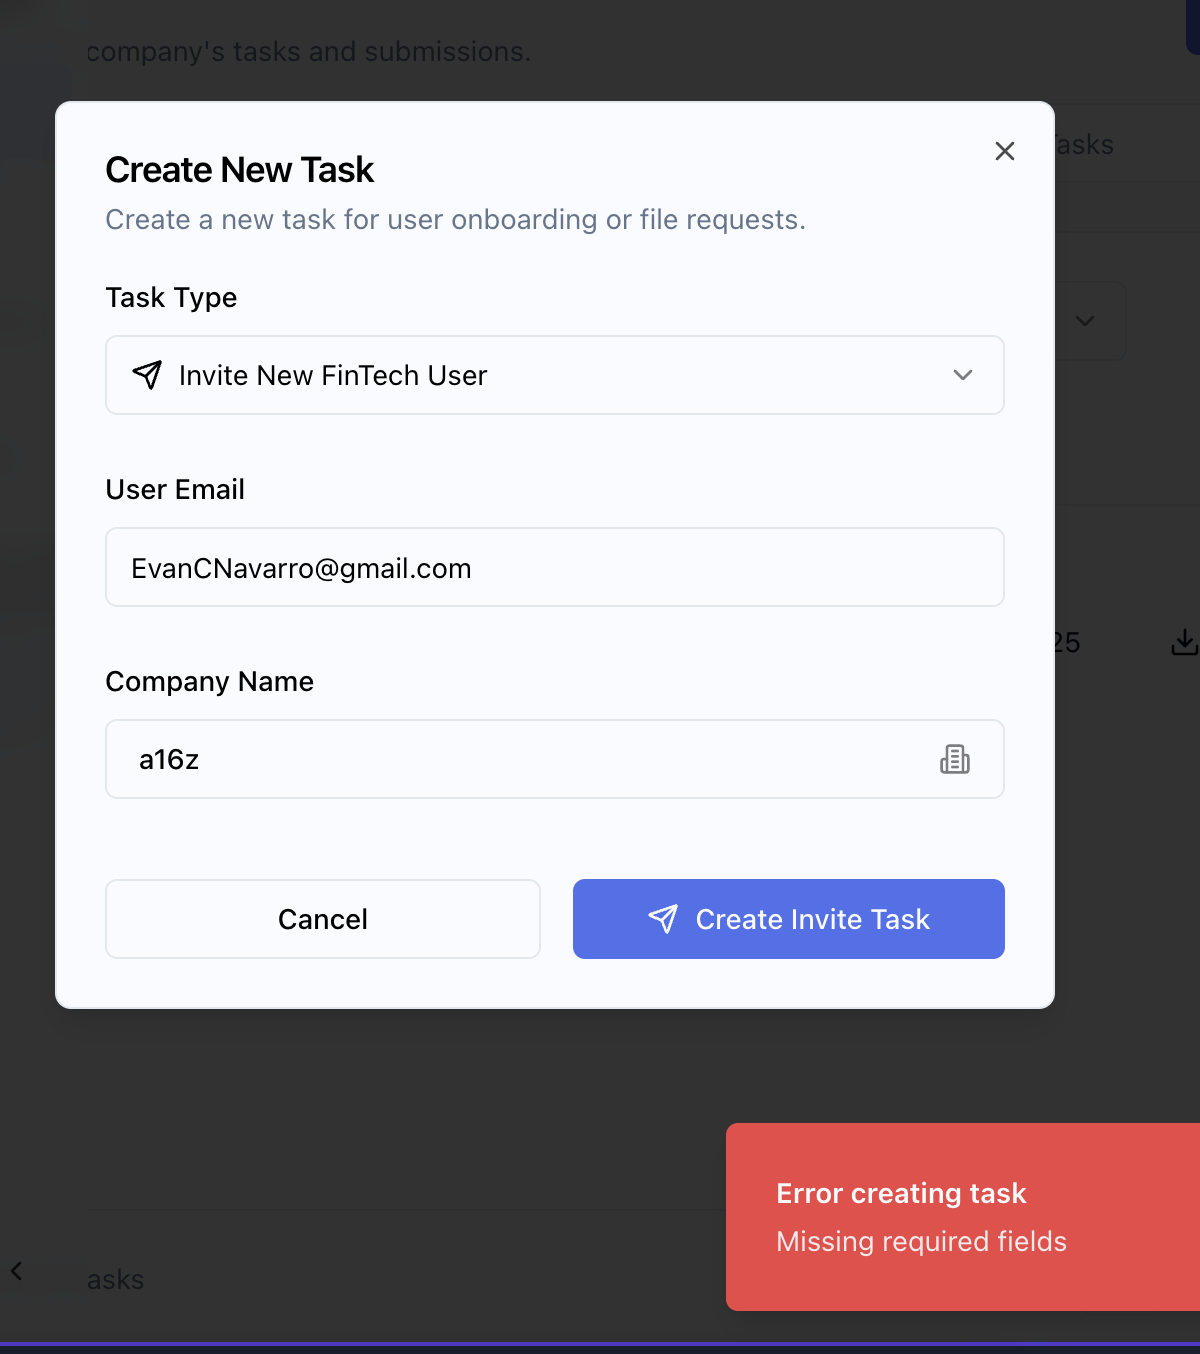 company's tasks and submissions.
Create New Task
Tasks
Create a new task for user onboarding or file requests.
Task Type
Invite New FinTech User
User Email
EvanCNavarro@gmail.com
25
Company Name
a16z
Cancel
Create Invite Task
Error creating task
Missing required fields
asks